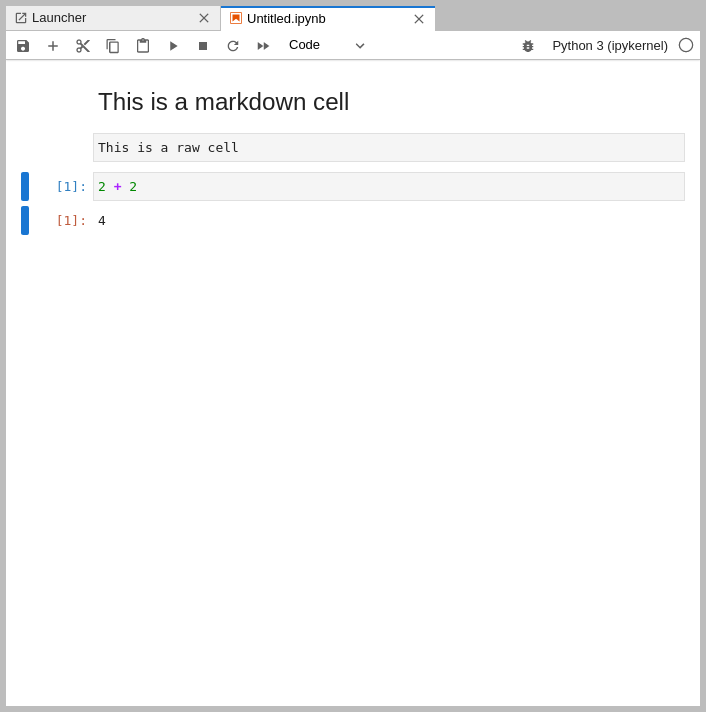 Launcher
Untitled.ipynb
Code
Python 3 (ipykernel)
This is a markdown cell
This is a raw cell
[1]: 2 + 2
[1]: 4